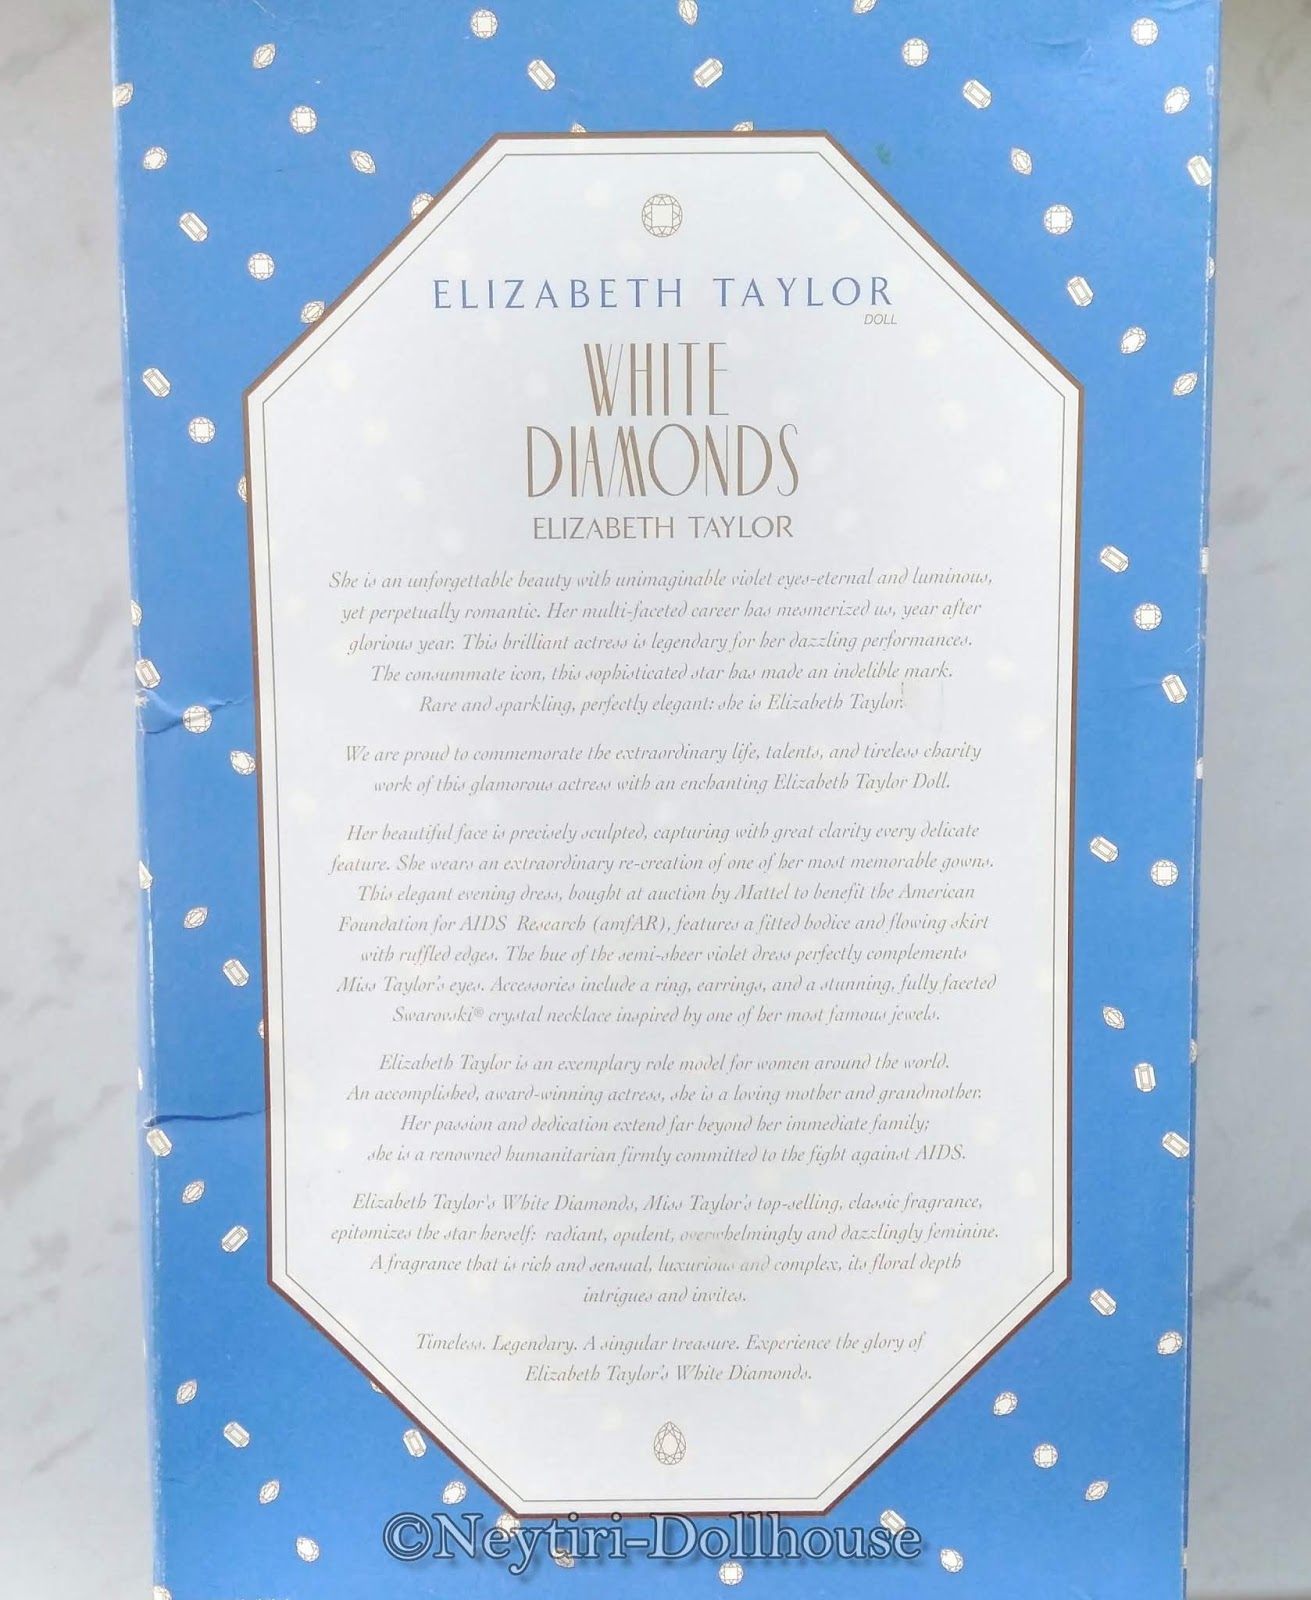 ELIZABETH TAYLOR
DOLL
WHITE
DIAMONDS
ELIZABETH TAYLOR
She is an unforgettable beauty with unimaginable violet eyes-eternal and luminous,
yet perpetually romantic. Her multi-faceted career has mesmerized us, year after
glorious year. This brilliant actress is legendary for her dazzling performances.
The consummate icon, this sophisticated star has made an indelible mark.
Rare and sparkling, perfectly elegant: she is Elizabeth Taylor.
We are proud to commemorate the extraordinary life, talents, and tireless charity
work of this glamorous actress with an enchanting Elizabeth Taylor Doll.
Her beautiful face is precisely sculpted, capturing with great clarity every delicate
feature. She wears an extraordinary re-creation of one of her most memorable gowns.
This elegant evening dress, bought at auction by Mattel to benefit the American
Foundation for AIDS Research (amfAR), features a fitted bodice and flowing skirt
with ruffled edges. The hue of the semi-sheer violet dress perfectly complements
Miss Taylor's eyes. Accessories include a ring, earrings, and a stunning, fully faceted
Swarovski® crystal necklace inspired by one of her most famous jewels.
Elizabeth Taylor is an exemplary role model for women around the world.
An accomplished, award-winning actress, she is a loving mother and grandmother.
Her passion and dedication extend far beyond her immediate family;
she is a renowned humanitarian firmly committed to the fight against AIDS.
Elizabeth Taylor's White Diamonds, Miss Taylor's top-selling, classic fragrance,
epitomizes the star herself: radiant, opulent, overwhelmingly and dazzlingly feminine.
A fragrance that is rich and sensual, luxurious and complex, its floral depth
intrigues and invites.
Timeless. Legendary. A singular treasure. Experience the glory of
Elizabeth Taylor's White Diamonds.
©Neytiri-Dollhouse